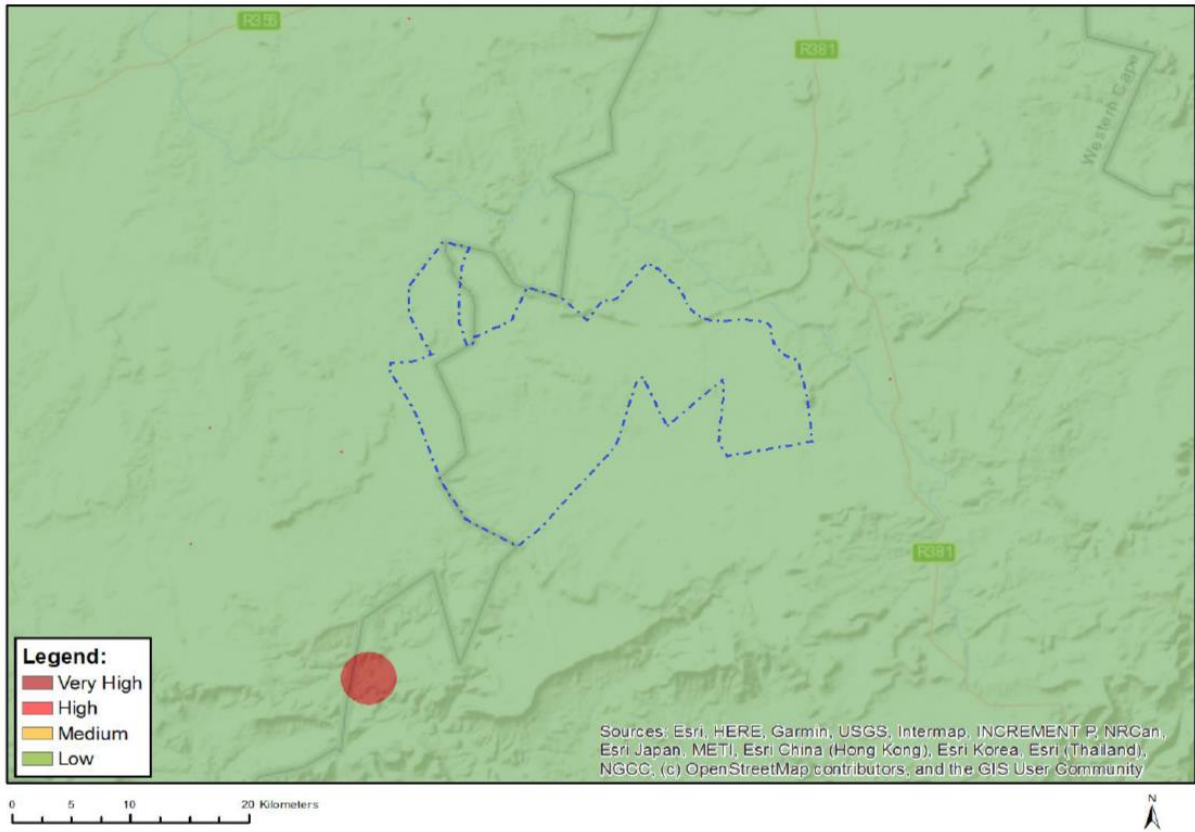 R356
R381
Western Cape
R381
Legend:
Very High
High
Medium
Low
Sources: Esri, HERE, Garmin, USGS, Intermap, INCREMENT P, NRCan,
Esri Japan, METI, Esri China (Hong Kong), Esri Korea, Esri (Thailand),
NGCC, (c) OpenStreetMap contributors, and the GIS User Community
0 5 10 20 Kilometers
N